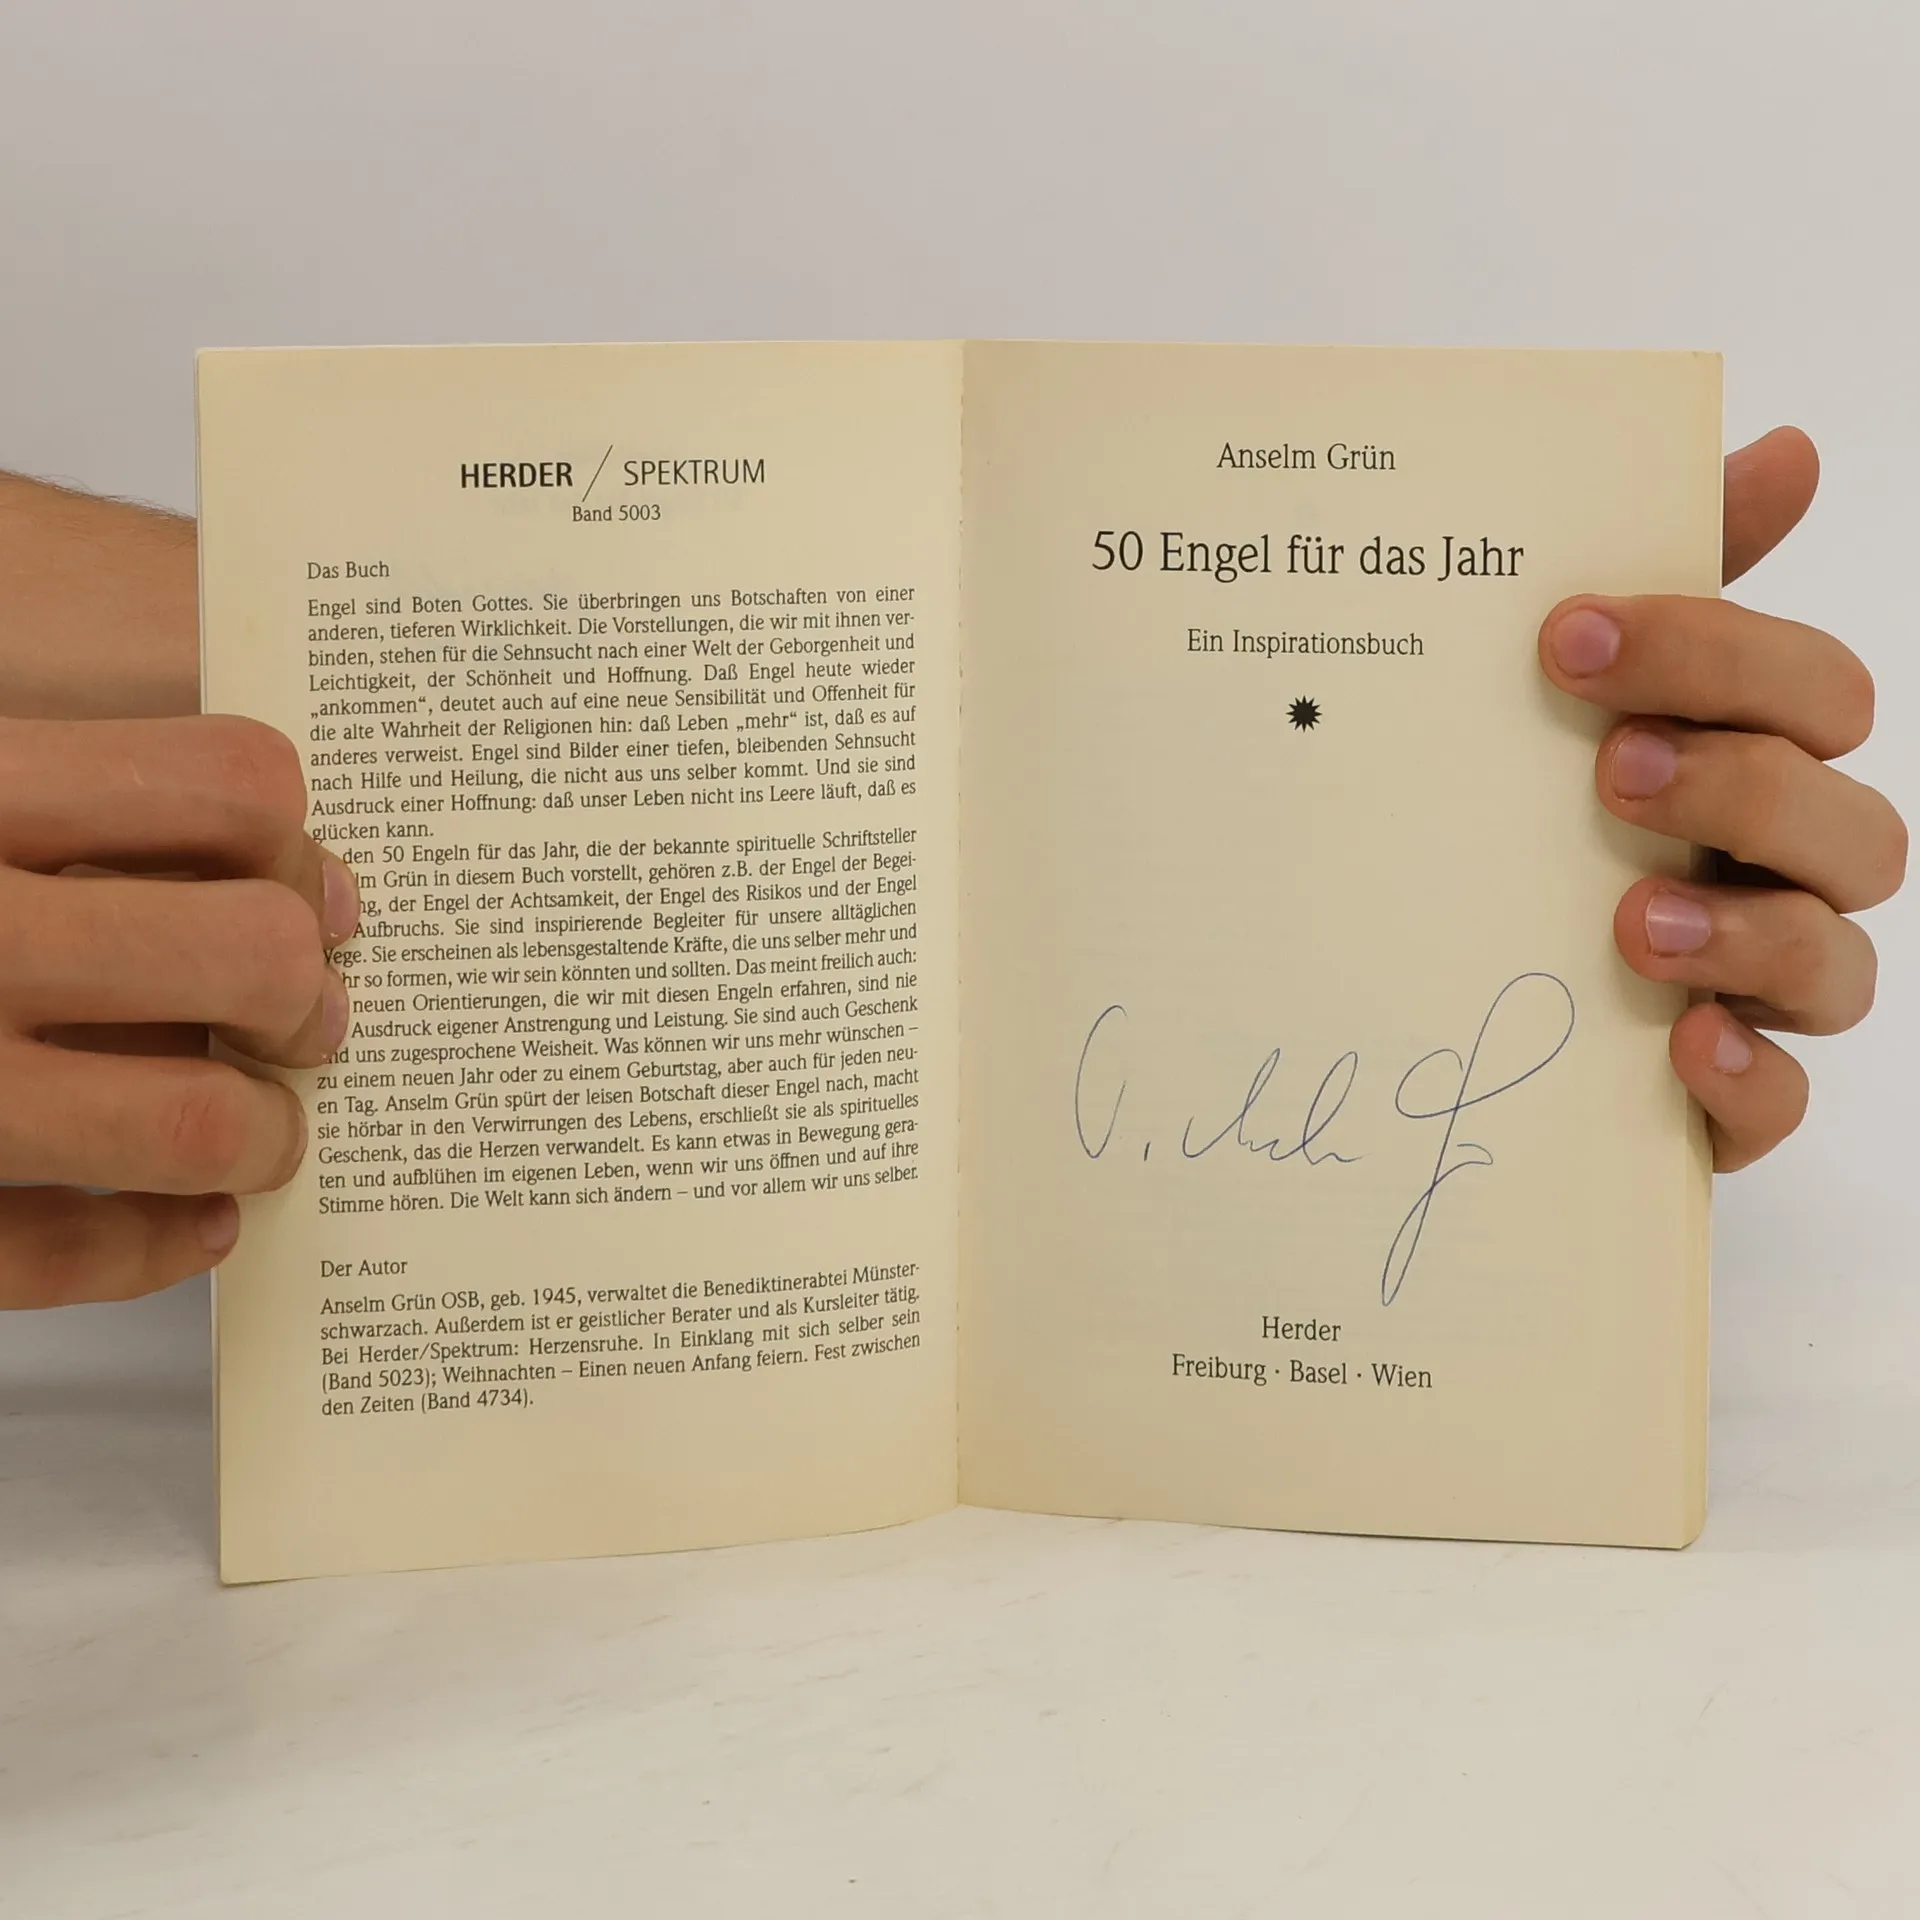 HERDER / SPEKTRUM
Band 5003
Das Buch
Engel sind Boten Gottes. Sie überbringen uns Botschaften von einer
anderen, tieferen Wirklichkeit. Die Vorstellungen, die wir mit ihnen ver-
binden, stehen für die Sehnsucht nach einer Welt der Geborgenheit und
Leichtigkeit, der Schönheit und Hoffnung. Daß Engel heute wieder
„ankommen“, deutet auch auf eine neue Sensibilität und Offenheit für
die alte Wahrheit der Religionen hin: daß Leben „mehr“ ist, daß es auf
anderes verweist. Engel sind Bilder einer tiefen, bleibenden Sehnsucht
nach Hilfe und Heilung, die nicht aus uns selber kommt. Und sie sind
Ausdruck einer Hoffnung: daß unser Leben nicht ins Leere läuft, daß es
glücken kann.
den 50 Engeln für das Jahr, die der bekannte spirituelle Schriftsteller
lm Grün in diesem Buch vorstellt, gehören z.B. der Engel der Begei-
ng, der Engel der Achtsamkeit, der Engel des Risikos und der Engel
Aufbruchs. Sie sind inspirierende Begleiter für unsere alltäglichen
Wege. Sie erscheinen als lebensgestaltende Kräfte, die uns selber mehr und
hr so formen, wie wir sein könnten und sollten. Das meint freilich auch:
neuen Orientierungen, die wir mit diesen Engeln erfahren, sind nie
Ausdruck eigener Anstrengung und Leistung. Sie sind auch Geschenk
und uns zugesprochene Weisheit. Was können wir uns mehr wünschen –
zu einem neuen Jahr oder zu einem Geburtstag, aber auch für jeden neu-
en Tag. Anselm Grün spürt der leisen Botschaft dieser Engel nach, macht
sie hörbar in den Verwirrungen des Lebens, erschließt sie als spirituelles
Geschenk, das die Herzen verwandelt. Es kann etwas in Bewegung gera-
ten und aufblühen im eigenen Leben, wenn wir uns öffnen und auf ihre
Stimme hören. Die Welt kann sich ändern – und vor allem wir uns selber.
Der Autor
Anselm Grün OSB, geb. 1945, verwaltet die Benediktinerabtei Münster-
schwarzach. Außerdem ist er geistlicher Berater und als Kursleiter tätig.
Bei Herder/Spektrum: Herzensruhe. In Einklang mit sich selber sein
(Band 5023); Weihnachten – Einen neuen Anfang feiern. Fest zwischen
den Zeiten (Band 4734).
Anselm Grün
50 Engel für das Jahr
Ein Inspirationsbuch
Herder
Freiburg · Basel · Wien